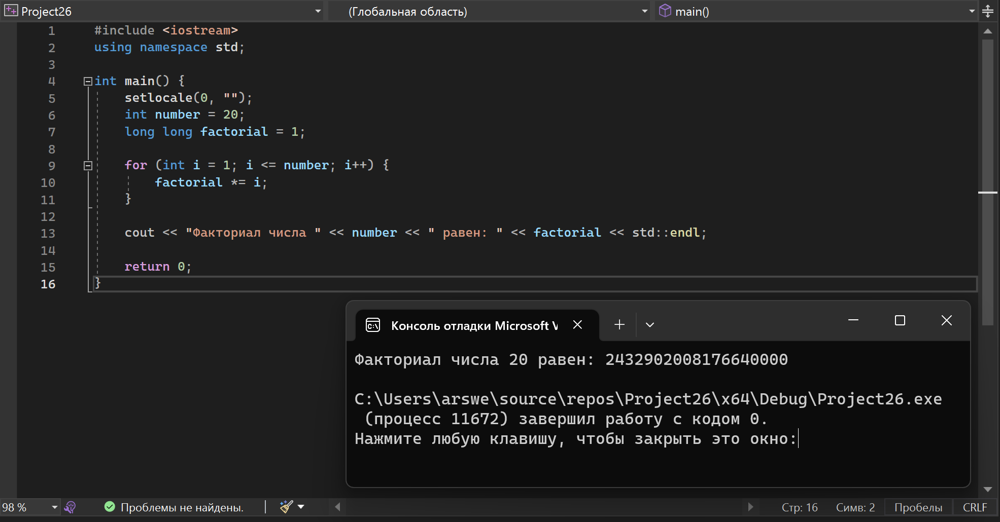 Project26
(Глобальная область)
main()
1 #include <iostream>
2 using namespace std;
3
4 int main() {
5 setlocale(0, "");
6 int number = 20;
7 long long factorial = 1;
8
9 for (int i = 1; i <= number; i++) {
10 factorial *= i;
11 }
12
13 cout << "Факториал числа " << number << " равен: " << factorial << std::endl;
14
15 return 0;
16 }
Консоль отладки Microsoft V
Факториал числа 20 равен: 2432902008176640000
C:\Users\arswe\source\repos\Project26\x64\Debug\Project26.exe
(процесс 11672) завершил работу с кодом 0.
Нажмите любую клавишу, чтобы закрыть это окно:
98 %
Проблемы не найдены.
Стр: 16
Симв: 2
Пробелы
CRLF